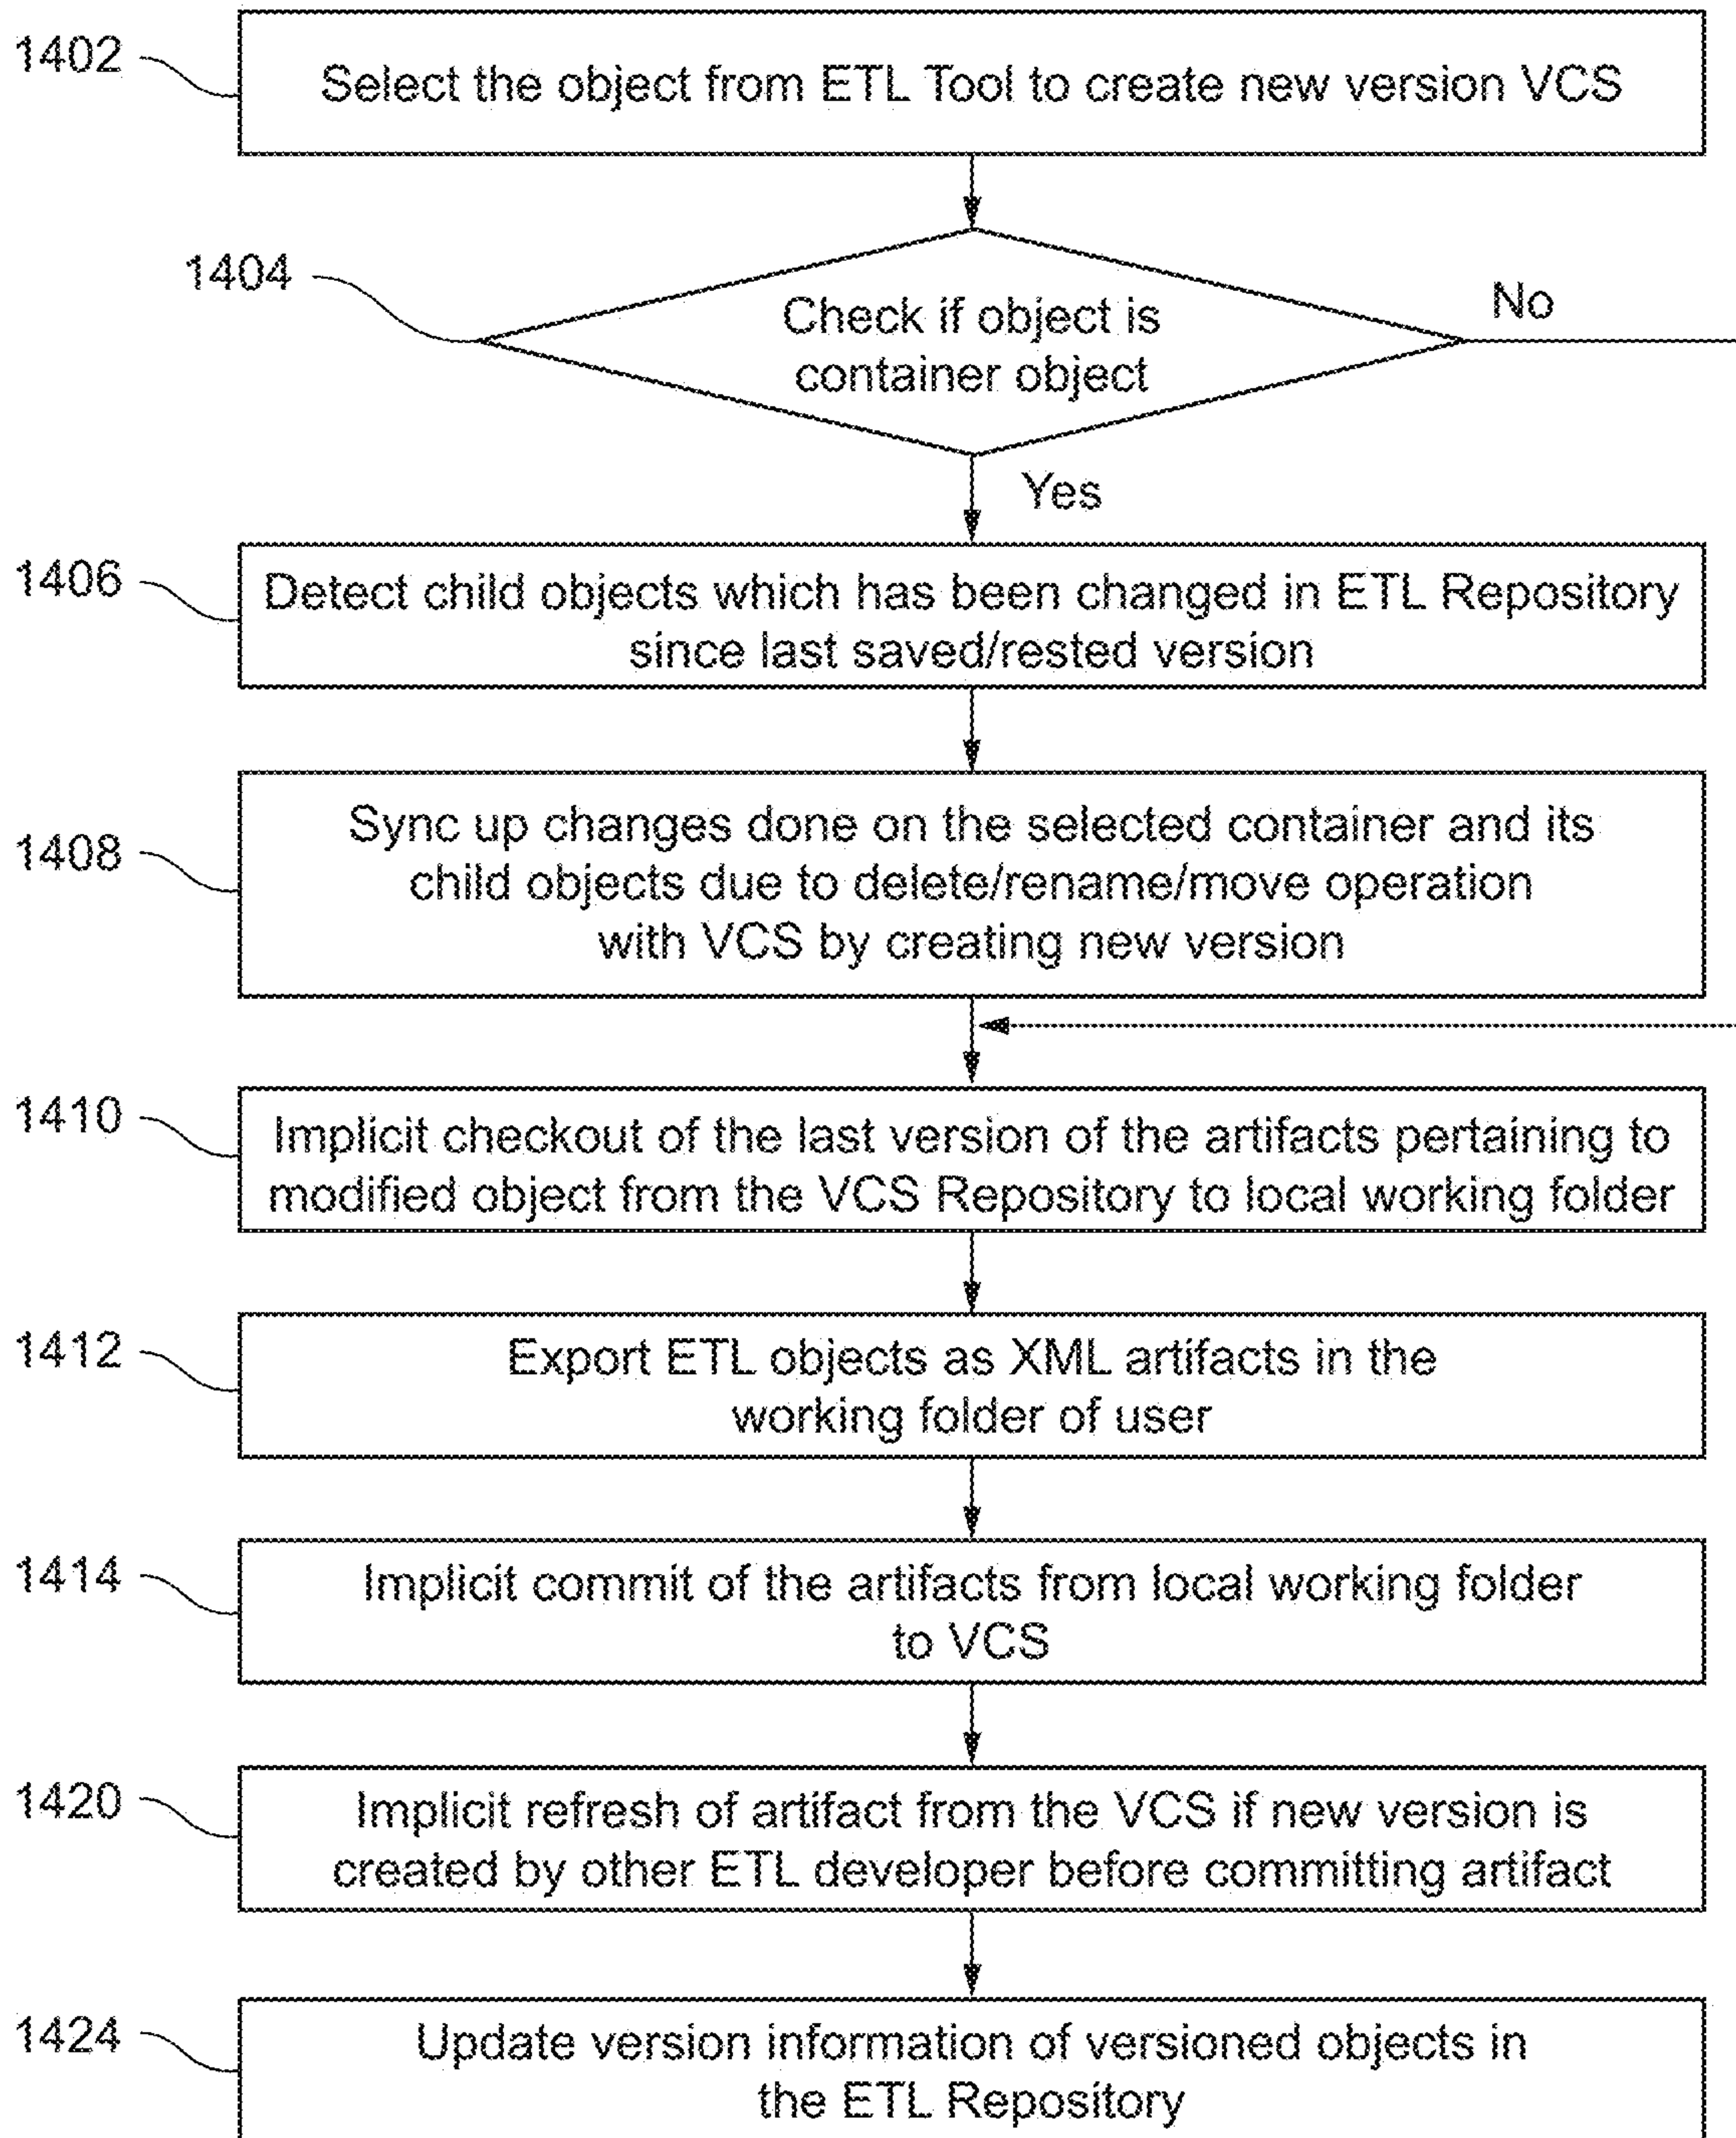 1402
Select the object from ETL Tool to create new version VCS
1404
Check if object is
container object
No
Yes
1406
Detect child objects which has been changed in ETL Repository
since last saved/rested version
1408
Sync up changes done on the selected container and its
child objects due to delete/rename/move operation
with VCS by creating new version
1410
Implicit checkout of the last version of the artifacts pertaining to
modified object from the VCS Repository to local working folder
1412
Export ETL objects as XML artifacts in the
working folder of user
1414
Implicit commit of the artifacts from local working folder
to VCS
1420
Implicit refresh of artifact from the VCS if new version is
created by other ETL developer before committing artifact
1424
Update version information of versioned objects in
the ETL Repository